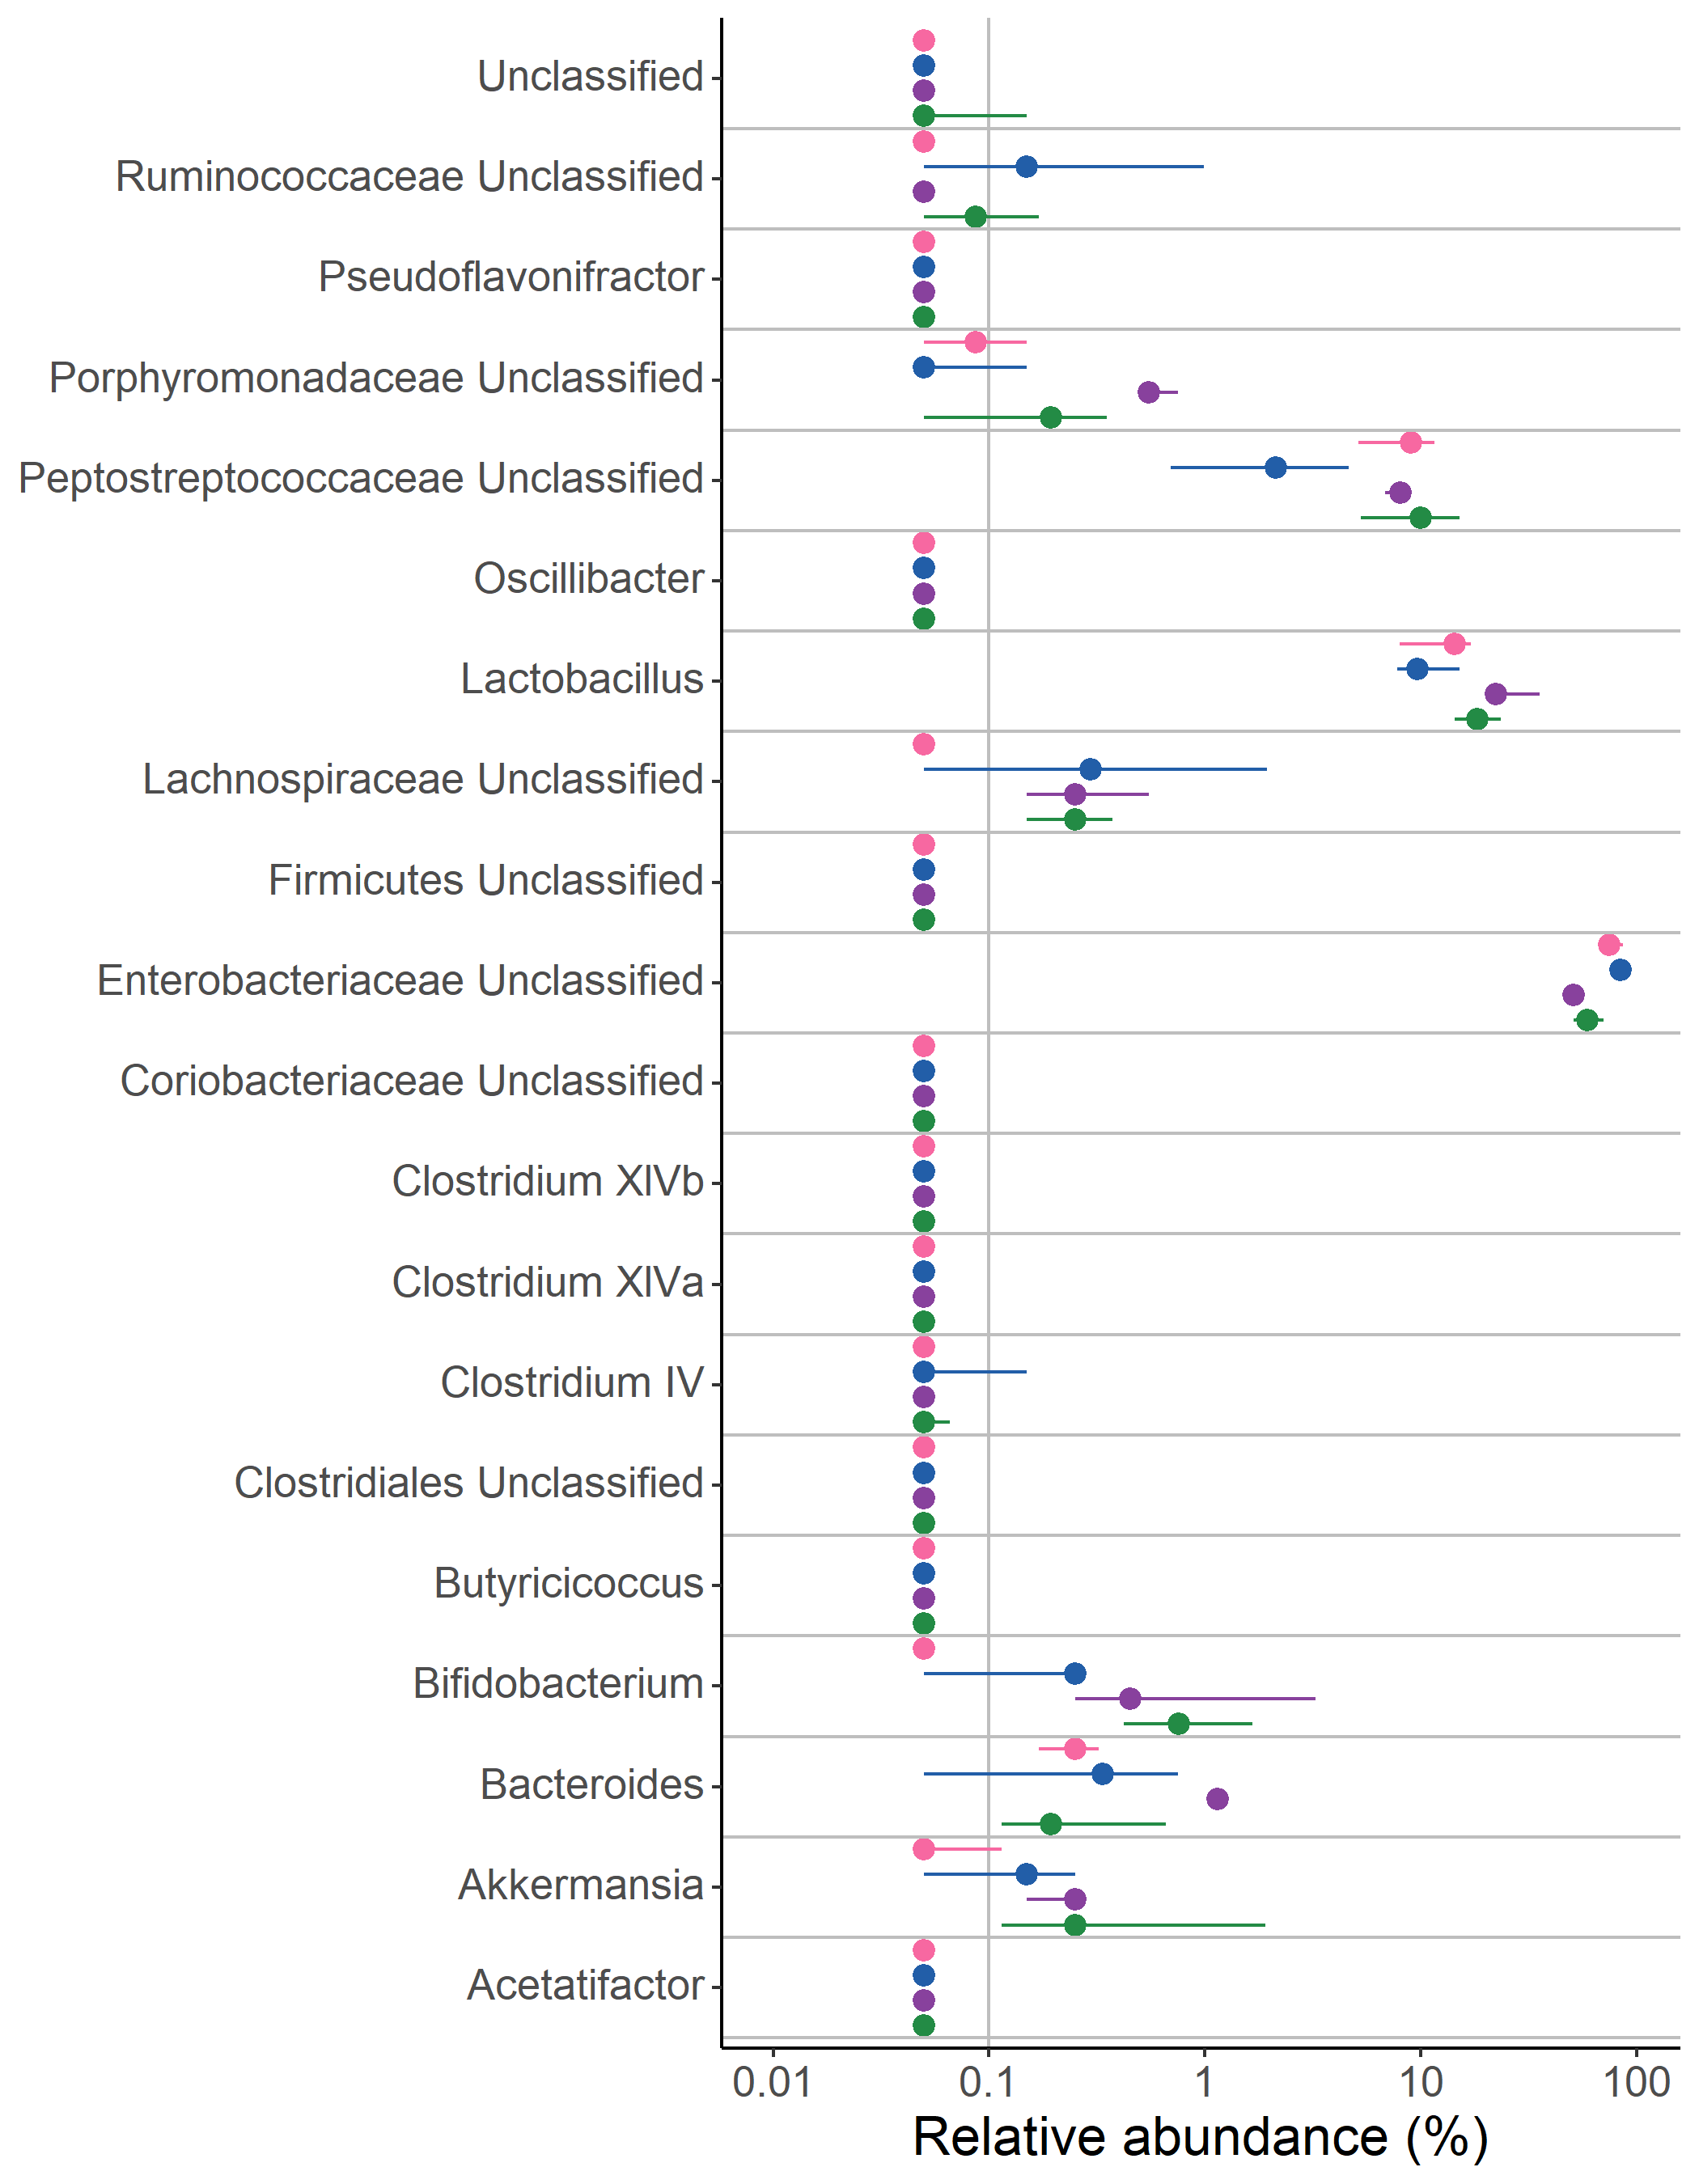 Unclassified
Ruminococcaceae Unclassified
Pseudoflavonifractor
Porphyromonadaceae Unclassified
Peptostreptococcaceae Unclassified
Oscillibacter
Lactobacillus
Lachnospiraceae Unclassified
Firmicutes Unclassified
Enterobacteriaceae Unclassified
Coriobacteriaceae Unclassified
Clostridium XlVb
Clostridium XlVa
Clostridium IV
Clostridiales Unclassified
Butyricicoccus
Bifidobacterium
Bacteroides
Akkermansia
Acetatifactor
0.01 0.1 1 10 100
Relative abundance (%)